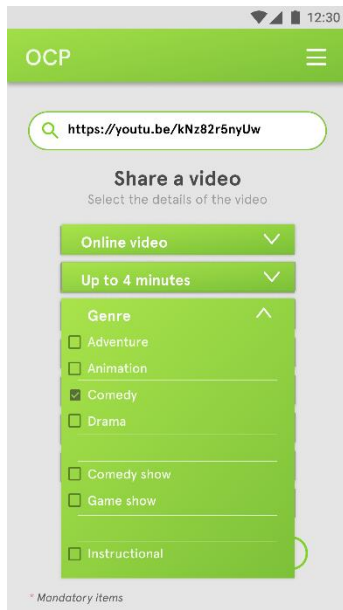 12:30
OCP
https://youtu.be/kNz82r5nyUw
Share a video
Select the details of the video
Online video
Up to 4 minutes
Genre
Adventure
Animation
Comedy
Drama
Comedy show
Game show
Instructional
* Mandatory items